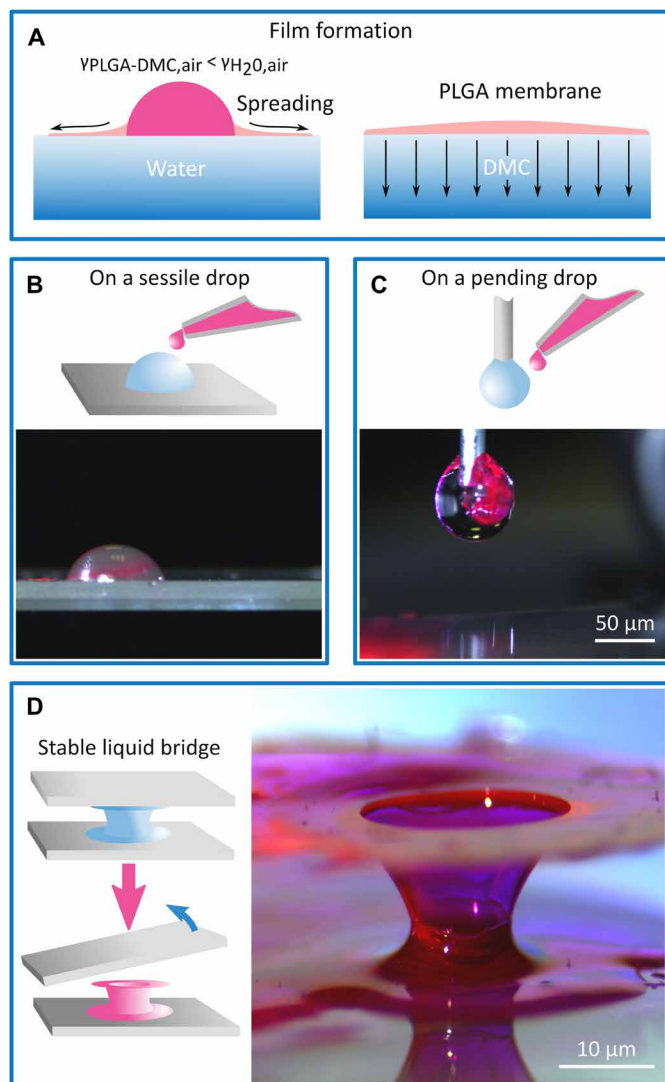 A
Film formation
γPLGA-DMC,air < γH20,air
Spreading
Water
PLGA membrane
DMC
B
On a sessile drop
C
On a pending drop
50 µm
D
Stable liquid bridge
10 µm